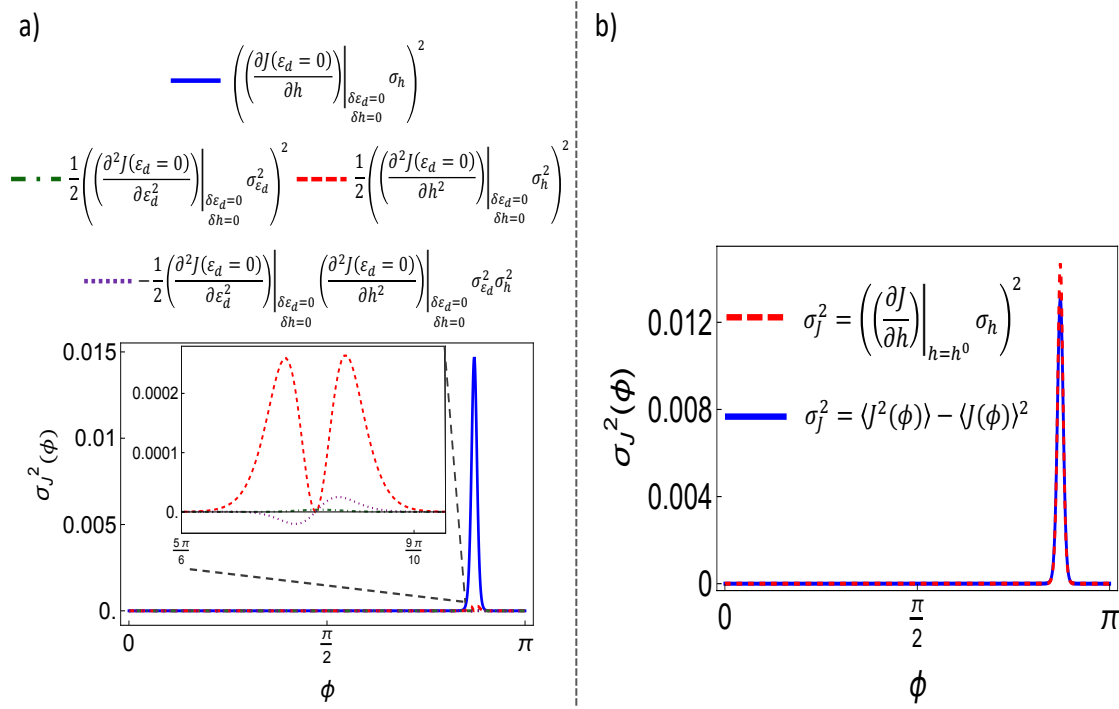 a)
((∂J(ε_d = 0)/∂h)|_{δε_d=0, δh=0} σ_h)^2
1/2((∂^2J(ε_d = 0)/∂ε_d^2)|_{δε_d=0, δh=0} σ_{ε_d}^2)^2   1/2((∂^2J(ε_d = 0)/∂h^2)|_{δε_d=0, δh=0} σ_h^2)^2
−1/2(∂^2J(ε_d = 0)/∂ε_d^2)|_{δε_d=0, δh=0} (∂^2J(ε_d = 0)/∂h^2)|_{δε_d=0, δh=0} σ_{ε_d}^2σ_h^2
σ_J^2(ϕ)
0.015
0.010
0.005
0.
0 π/2 π
ϕ
0.0002
0.0001
0.
5π/6 9π/10
b)
σ_J^2(ϕ)
0.012
0.008
0.004
0
0 π/2 π
ϕ
σ_J^2 = ((∂J/∂h)|_{h=h^0} σ_h)^2
σ_J^2 = ⟨J^2(ϕ)⟩ − ⟨J(ϕ)⟩^2